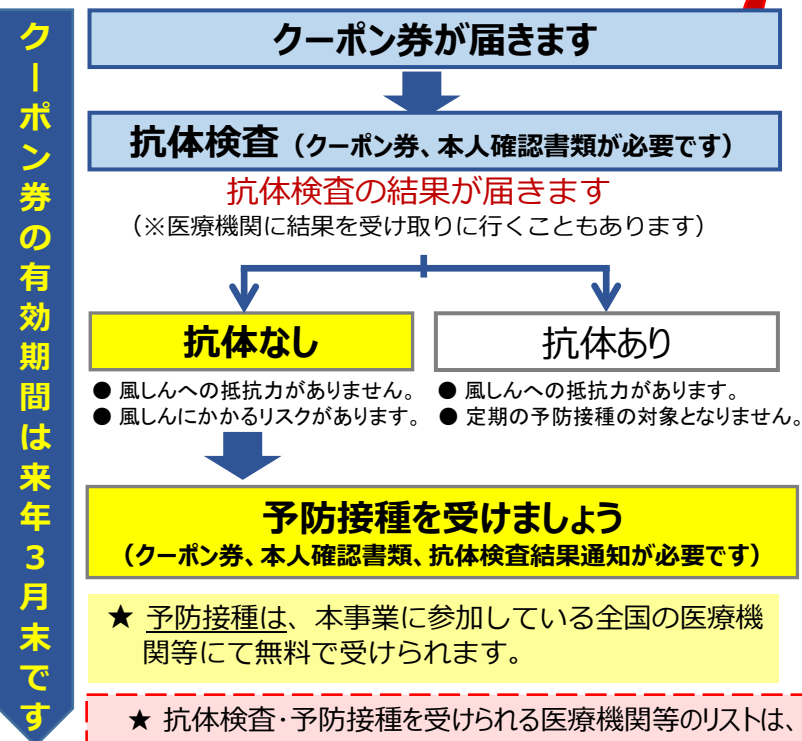 クーポン券の有効期間は来年3月末です
クーポン券が届きます
抗体検査（クーポン券、本人確認書類が必要です）
抗体検査の結果が届きます
（※医療機関に結果を受け取りに行くこともあります）
抗体なし
● 風しんへの抵抗力がありません。
● 風しんにかかるリスクがあります。
抗体あり
● 風しんへの抵抗力があります。
● 定期の予防接種の対象となりません。
予防接種を受けましょう
（クーポン券、本人確認書類、抗体検査結果通知が必要です）
★ 予防接種は、本事業に参加している全国の医療機
関等にて無料で受けられます。
★ 抗体検査・予防接種を受けられる医療機関等のリストは、